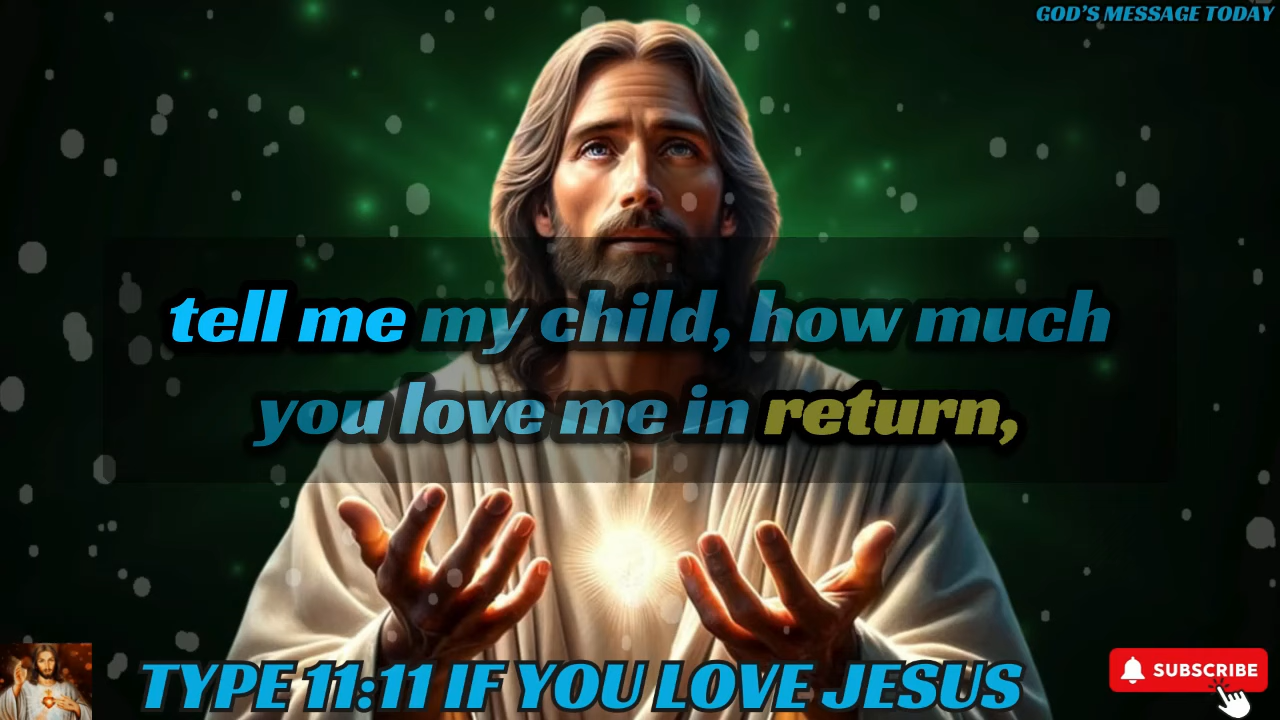 GOD'S MESSAGE TODAY
tell me my child, how much
you love me in return,
TYPE 11:11 IF YOU LOVE JESUS
SUBSCRIBE